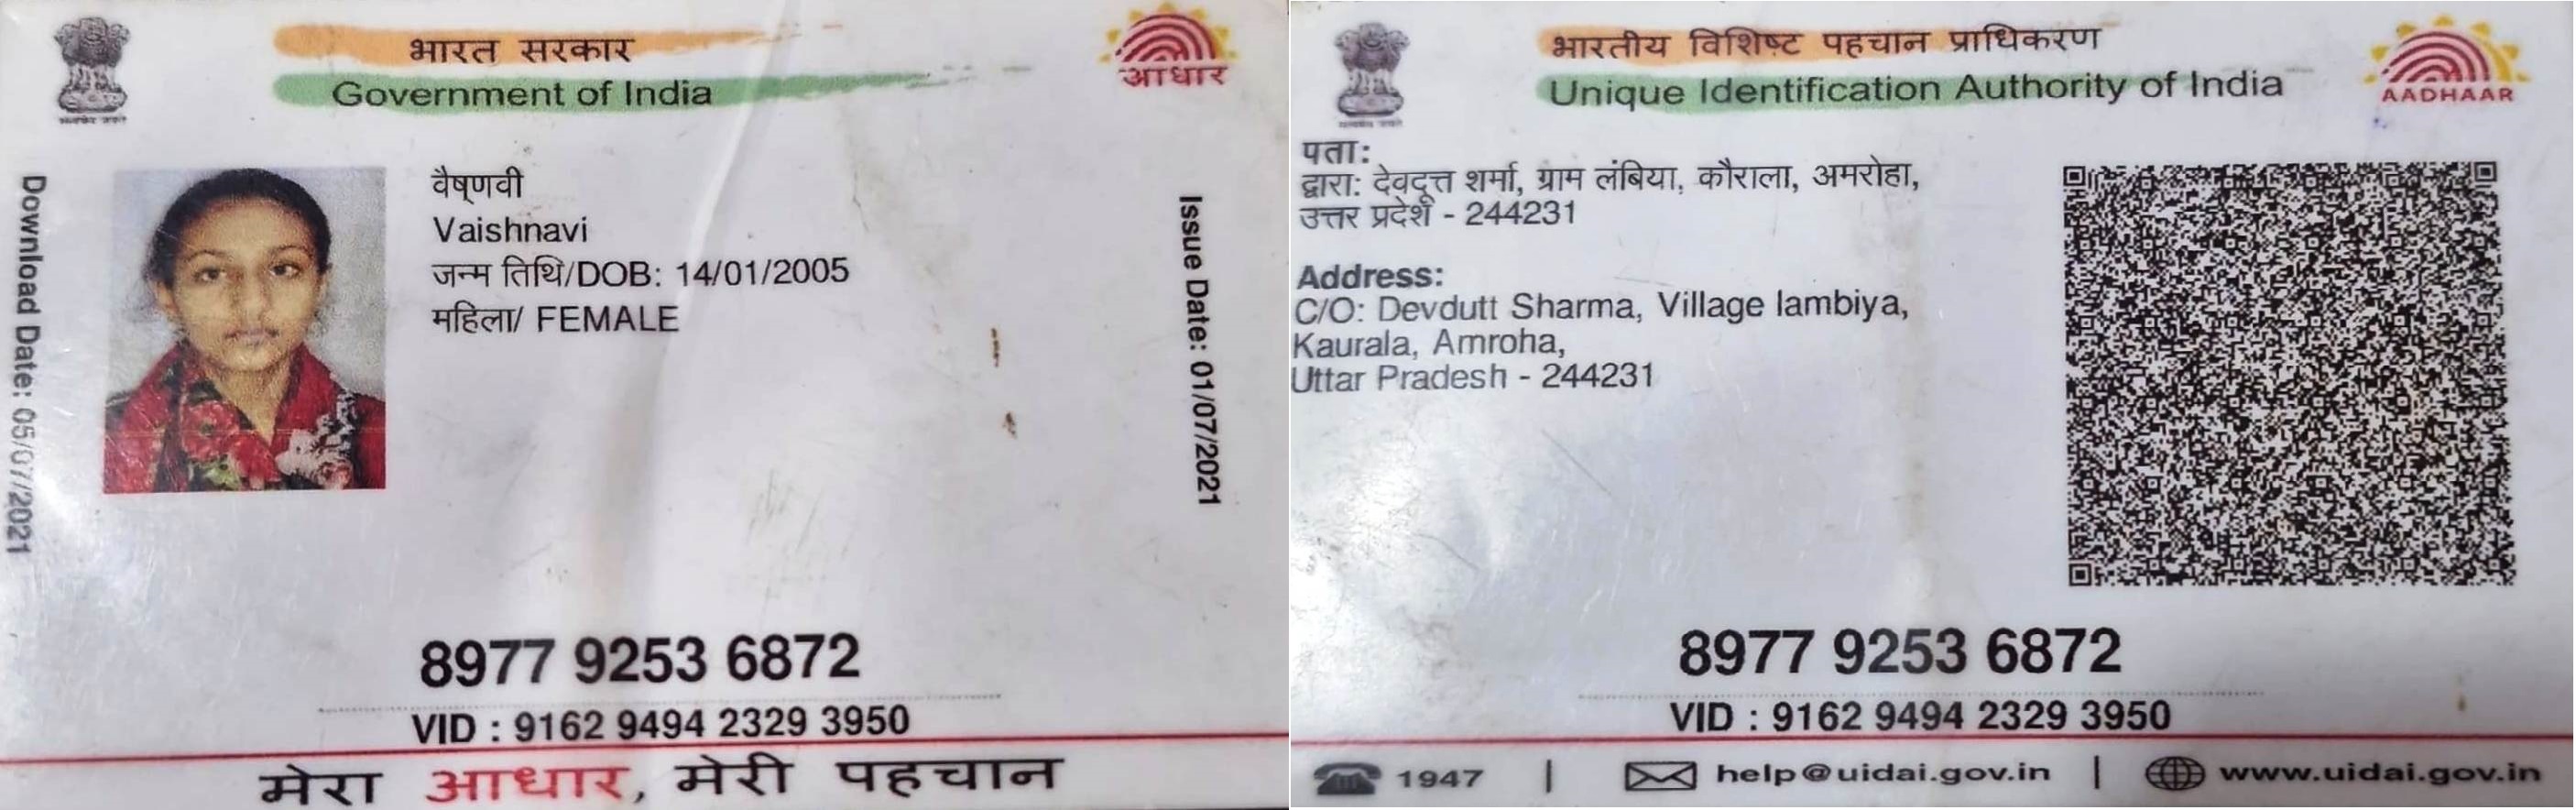 भारत सरकार
Government of India
आधार
Download Date: 05/07/2021
वैष्णवी
Vaishnavi
जन्म तिथि/DOB: 14/01/2005
महिला/ FEMALE
Issue Date: 01/07/2021
8977 9253 6872
VID : 9162 9494 2329 3950
मेरा आधार, मेरी पहचान
भारतीय विशिष्ट पहचान प्राधिकरण
Unique Identification Authority of India
AADHAAR
पता:
द्वारा: देवदूत्त शर्मा, ग्राम लंबिया, कौराला, अमरोहा,
उत्तर प्रदेश - 244231
Address:
C/O: Devdutt Sharma, Village lambiya,
Kaurala, Amroha,
Uttar Pradesh - 244231
8977 9253 6872
VID : 9162 9494 2329 3950
1947 | help@uidai.gov.in | www.uidai.gov.in